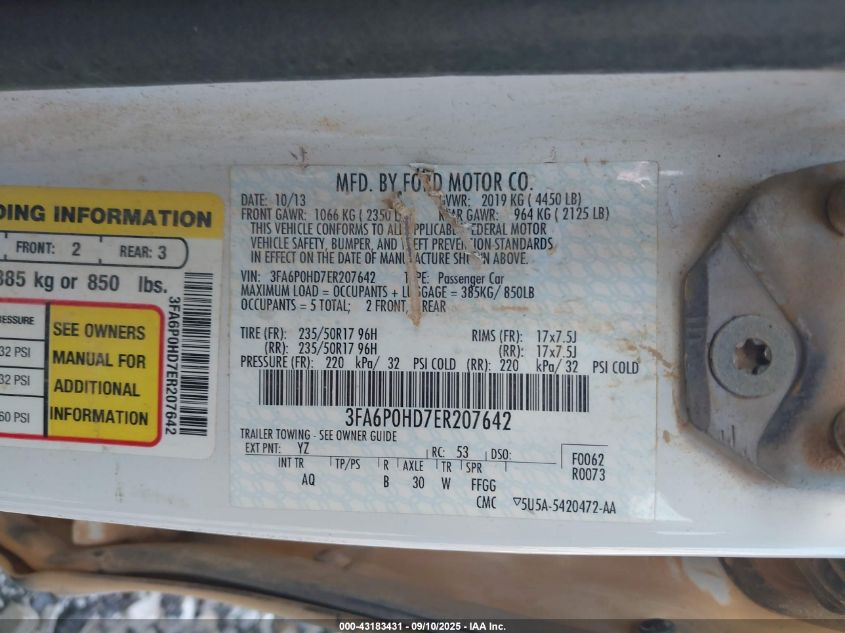 DING INFORMATION
FRONT: 2 REAR: 3
385 kg or 850 lbs.
RESSURE
32 PSI
32 PSI
60 PSI
SEE OWNERS
MANUAL FOR
ADDITIONAL
INFORMATION
3FA6P0HD7ER207642
MFD. BY FORD MOTOR CO.
DATE: 10/13 GVWR: 2019 KG ( 4450 LB)
FRONT GAWR: 1066 KG ( 2350 LB) REAR GAWR: 964 KG ( 2125 LB)
THIS VEHICLE CONFORMS TO ALL APPLICABLE FEDERAL MOTOR
VEHICLE SAFETY, BUMPER, AND THEFT PREVENTION STANDARDS
IN EFFECT ON THE DATE OF MANUFACTURE SHOWN ABOVE.
VIN: 3FA6P0HD7ER207642 TYPE: Passenger Car
MAXIMUM LOAD = OCCUPANTS + LUGGAGE = 385KG/ 850LB
OCCUPANTS = 5 TOTAL; 2 FRONT, 3 REAR
TIRE (FR): 235/50R17 96H RIMS (FR): 17x7.5J
(RR): 235/50R17 96H (RR): 17x7.5J
PRESSURE (FR): 220 kPa/ 32 PSI COLD (RR): 220 kPa/ 32 PSI COLD
3FA6P0HD7ER207642
TRAILER TOWING - SEE OWNER GUIDE
EXT PNT: YZ RC: 53 DSO: F0062
INT TR TP/PS R AXLE TR SPR R0073
AQ B 30 W FFGG
CMC ▽5U5A-5420472-AA
000-43183431 - 09/10/2025 - IAA Inc.